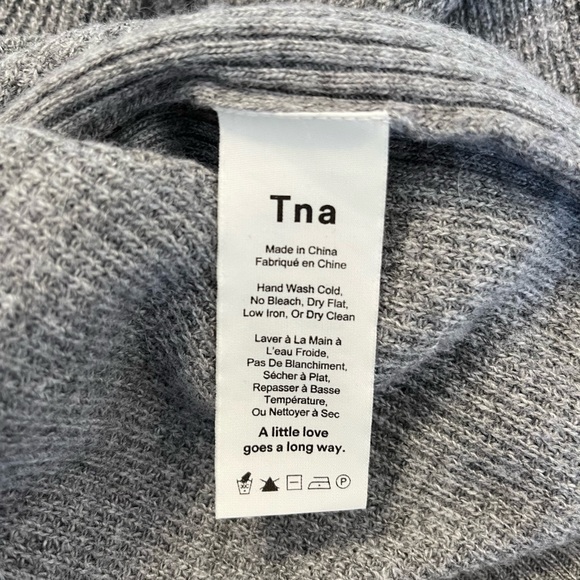 Tna
Made in China
Fabriqué en Chine
Hand Wash Cold,
No Bleach, Dry Flat,
Low Iron, Or Dry Clean
Laver à La Main à
L'eau Froide,
Pas De Blanchiment,
Sécher à Plat,
Repasser à Basse
Température,
Ou Nettoyer à Sec
A little love
goes a long way.
P